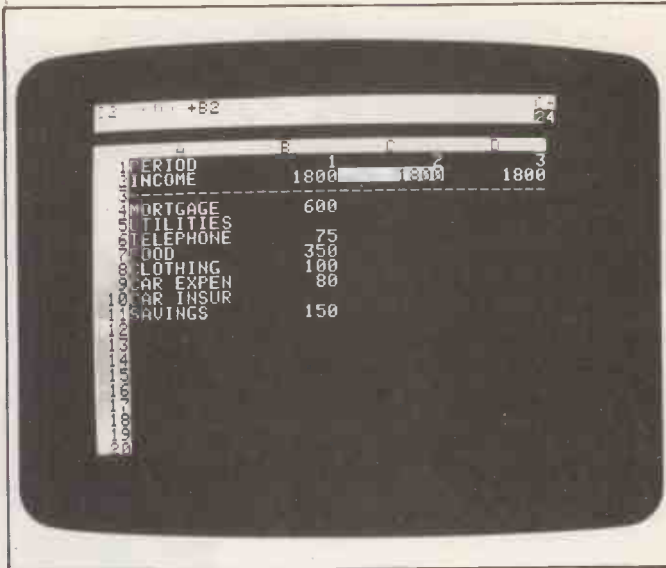 +B2
24
B C D
1 PERIOD 1 2 3
INCOME 1800 1800 1800
--------------------------------
MORTGAGE 600
5 UTILITIES
6 TELEPHONE 75
7 FOOD 350
8 CLOTHING 100
9 CAR EXPEN 80
10 CAR INSUR
11 SAVINGS 150
12
13
14
15
16
17
18
19
20